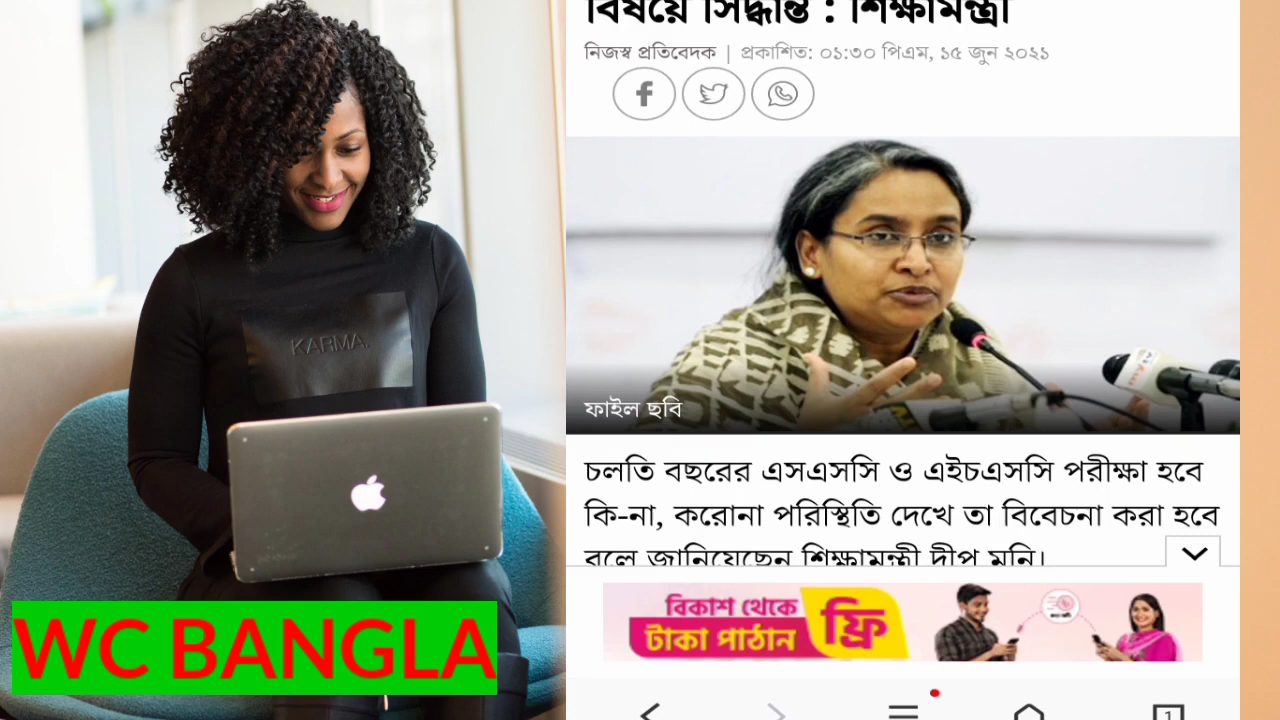 KARMA.
WC BANGLA
বিষয়ে সিদ্ধান্ত : শিক্ষামন্ত্রী
নিজস্ব প্রতিবেদক | প্রকাশিত: ০১:৩০ পিএম, ১৫ জুন ২০২১
ফাইল ছবি
চলতি বছরের এসএসসি ও এইচএসসি পরীক্ষা হবে
কি-না, করোনা পরিস্থিতি দেখে তা বিবেচনা করা হবে
বলে জানিয়েছেন শিক্ষামন্ত্রী দীপু মনি।
বিকাশ থেকে
টাকা পাঠান ফ্রি
1